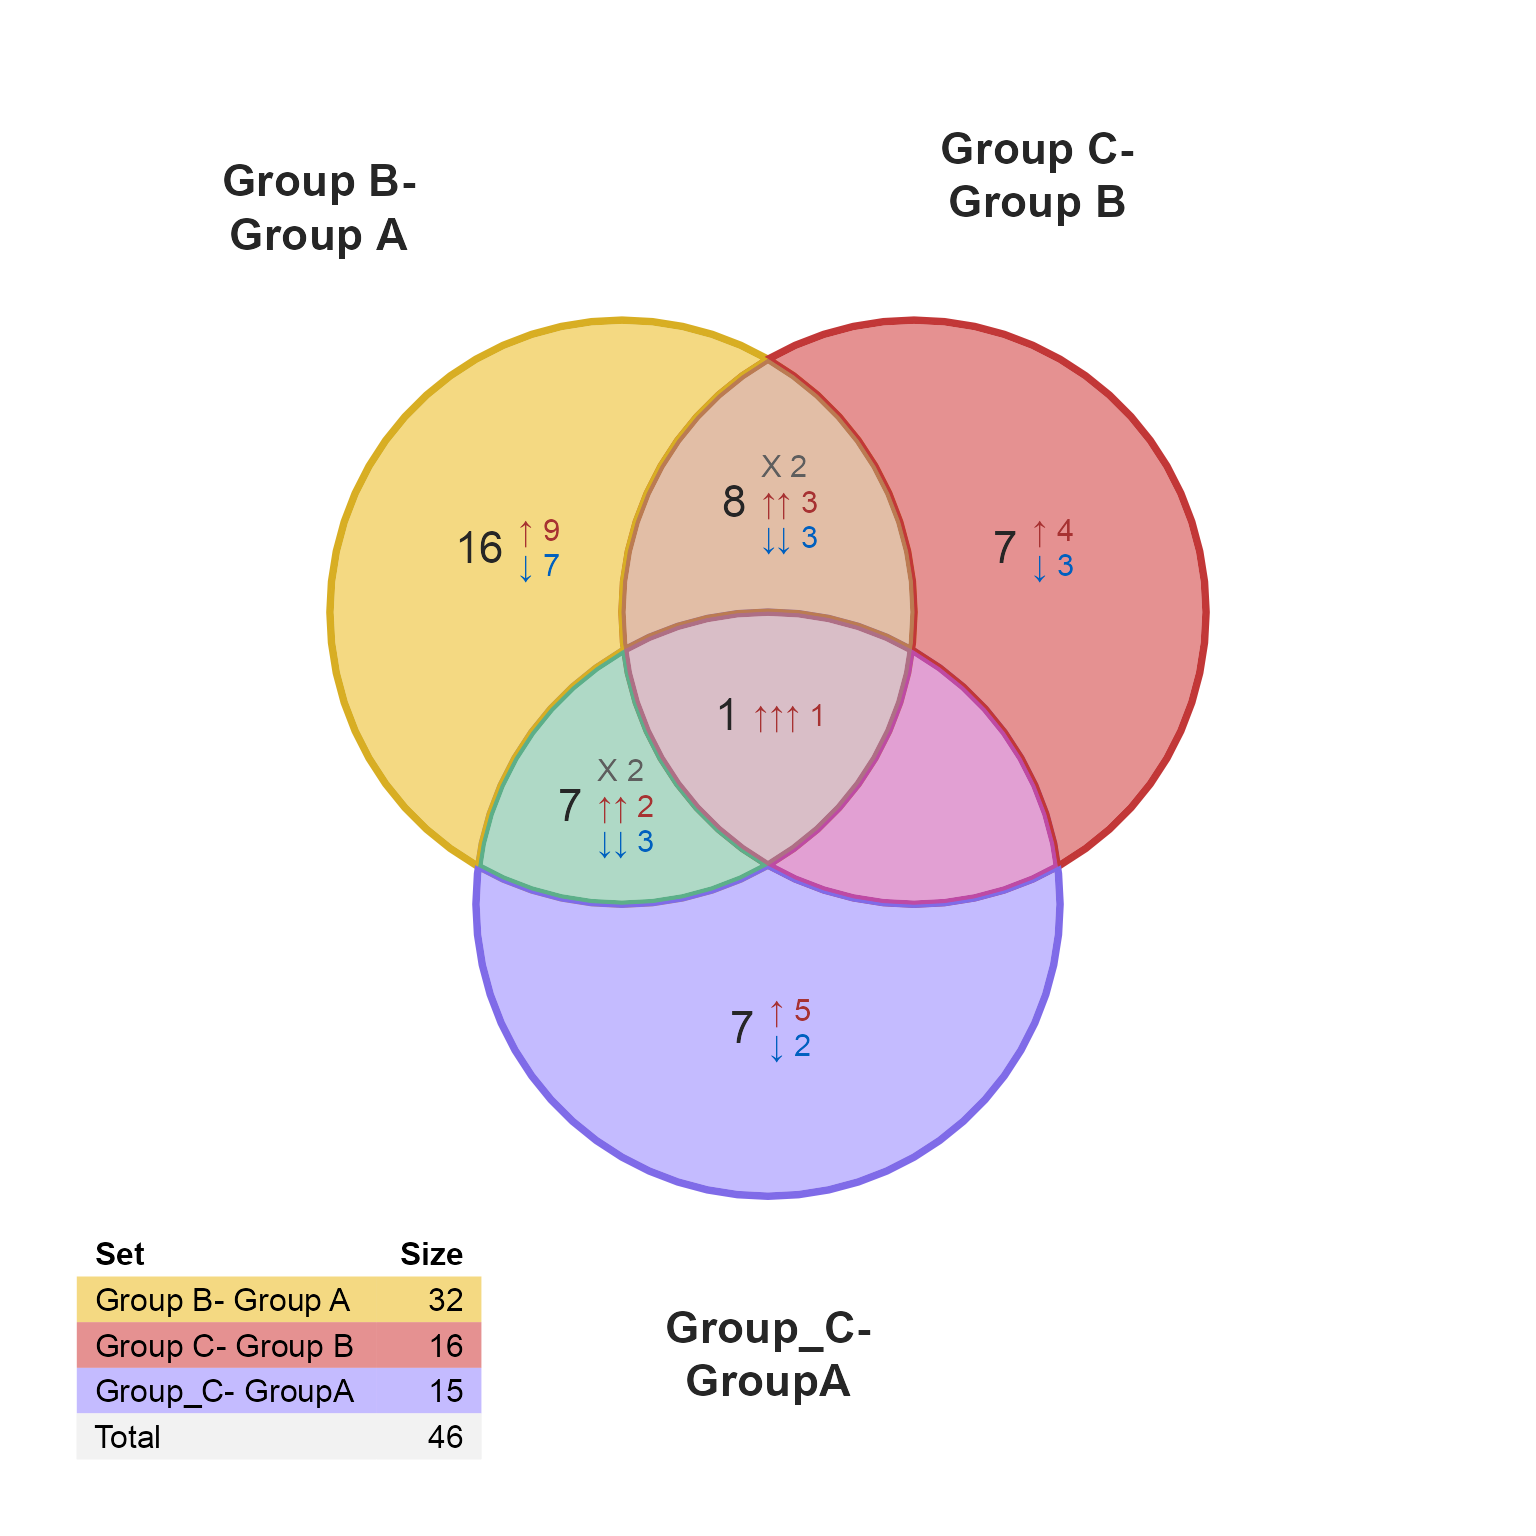 Group B-
Group A
Group C-
Group B
X 2
8 ↑↑ 3
↓↓ 3
16 ↑ 9
↓ 7
7 ↑ 4
↓ 3
1 ↑↑↑ 1
X 2
7 ↑↑ 2
↓↓ 3
7 ↑ 5
↓ 2
Set Size
Group B- Group A 32
Group C- Group B 16
Group_C- GroupA 15
Total 46
Group_C-
GroupA